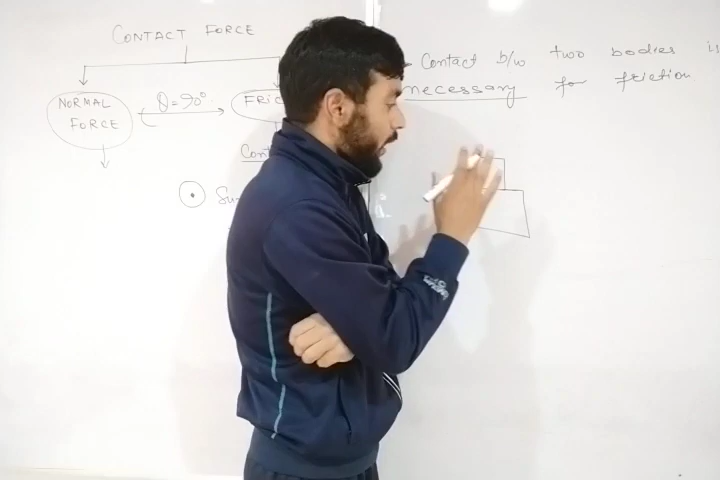 CONTACT FORCE
NORMAL
FORCE
θ=90°
FRIC
Cont
Su
Contact b/w two bodies is
necessary for friction